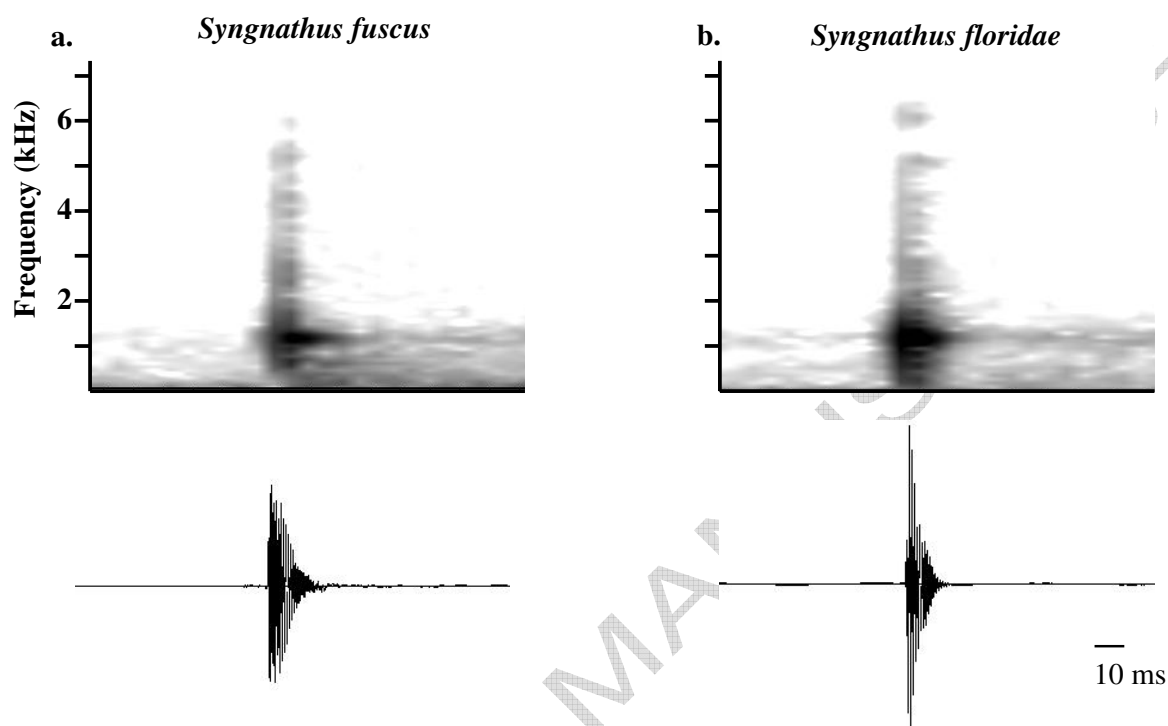 a.
Syngnathus fuscus
b.
Syngnathus floridae
Frequency (kHz)
6
4
2
10 ms